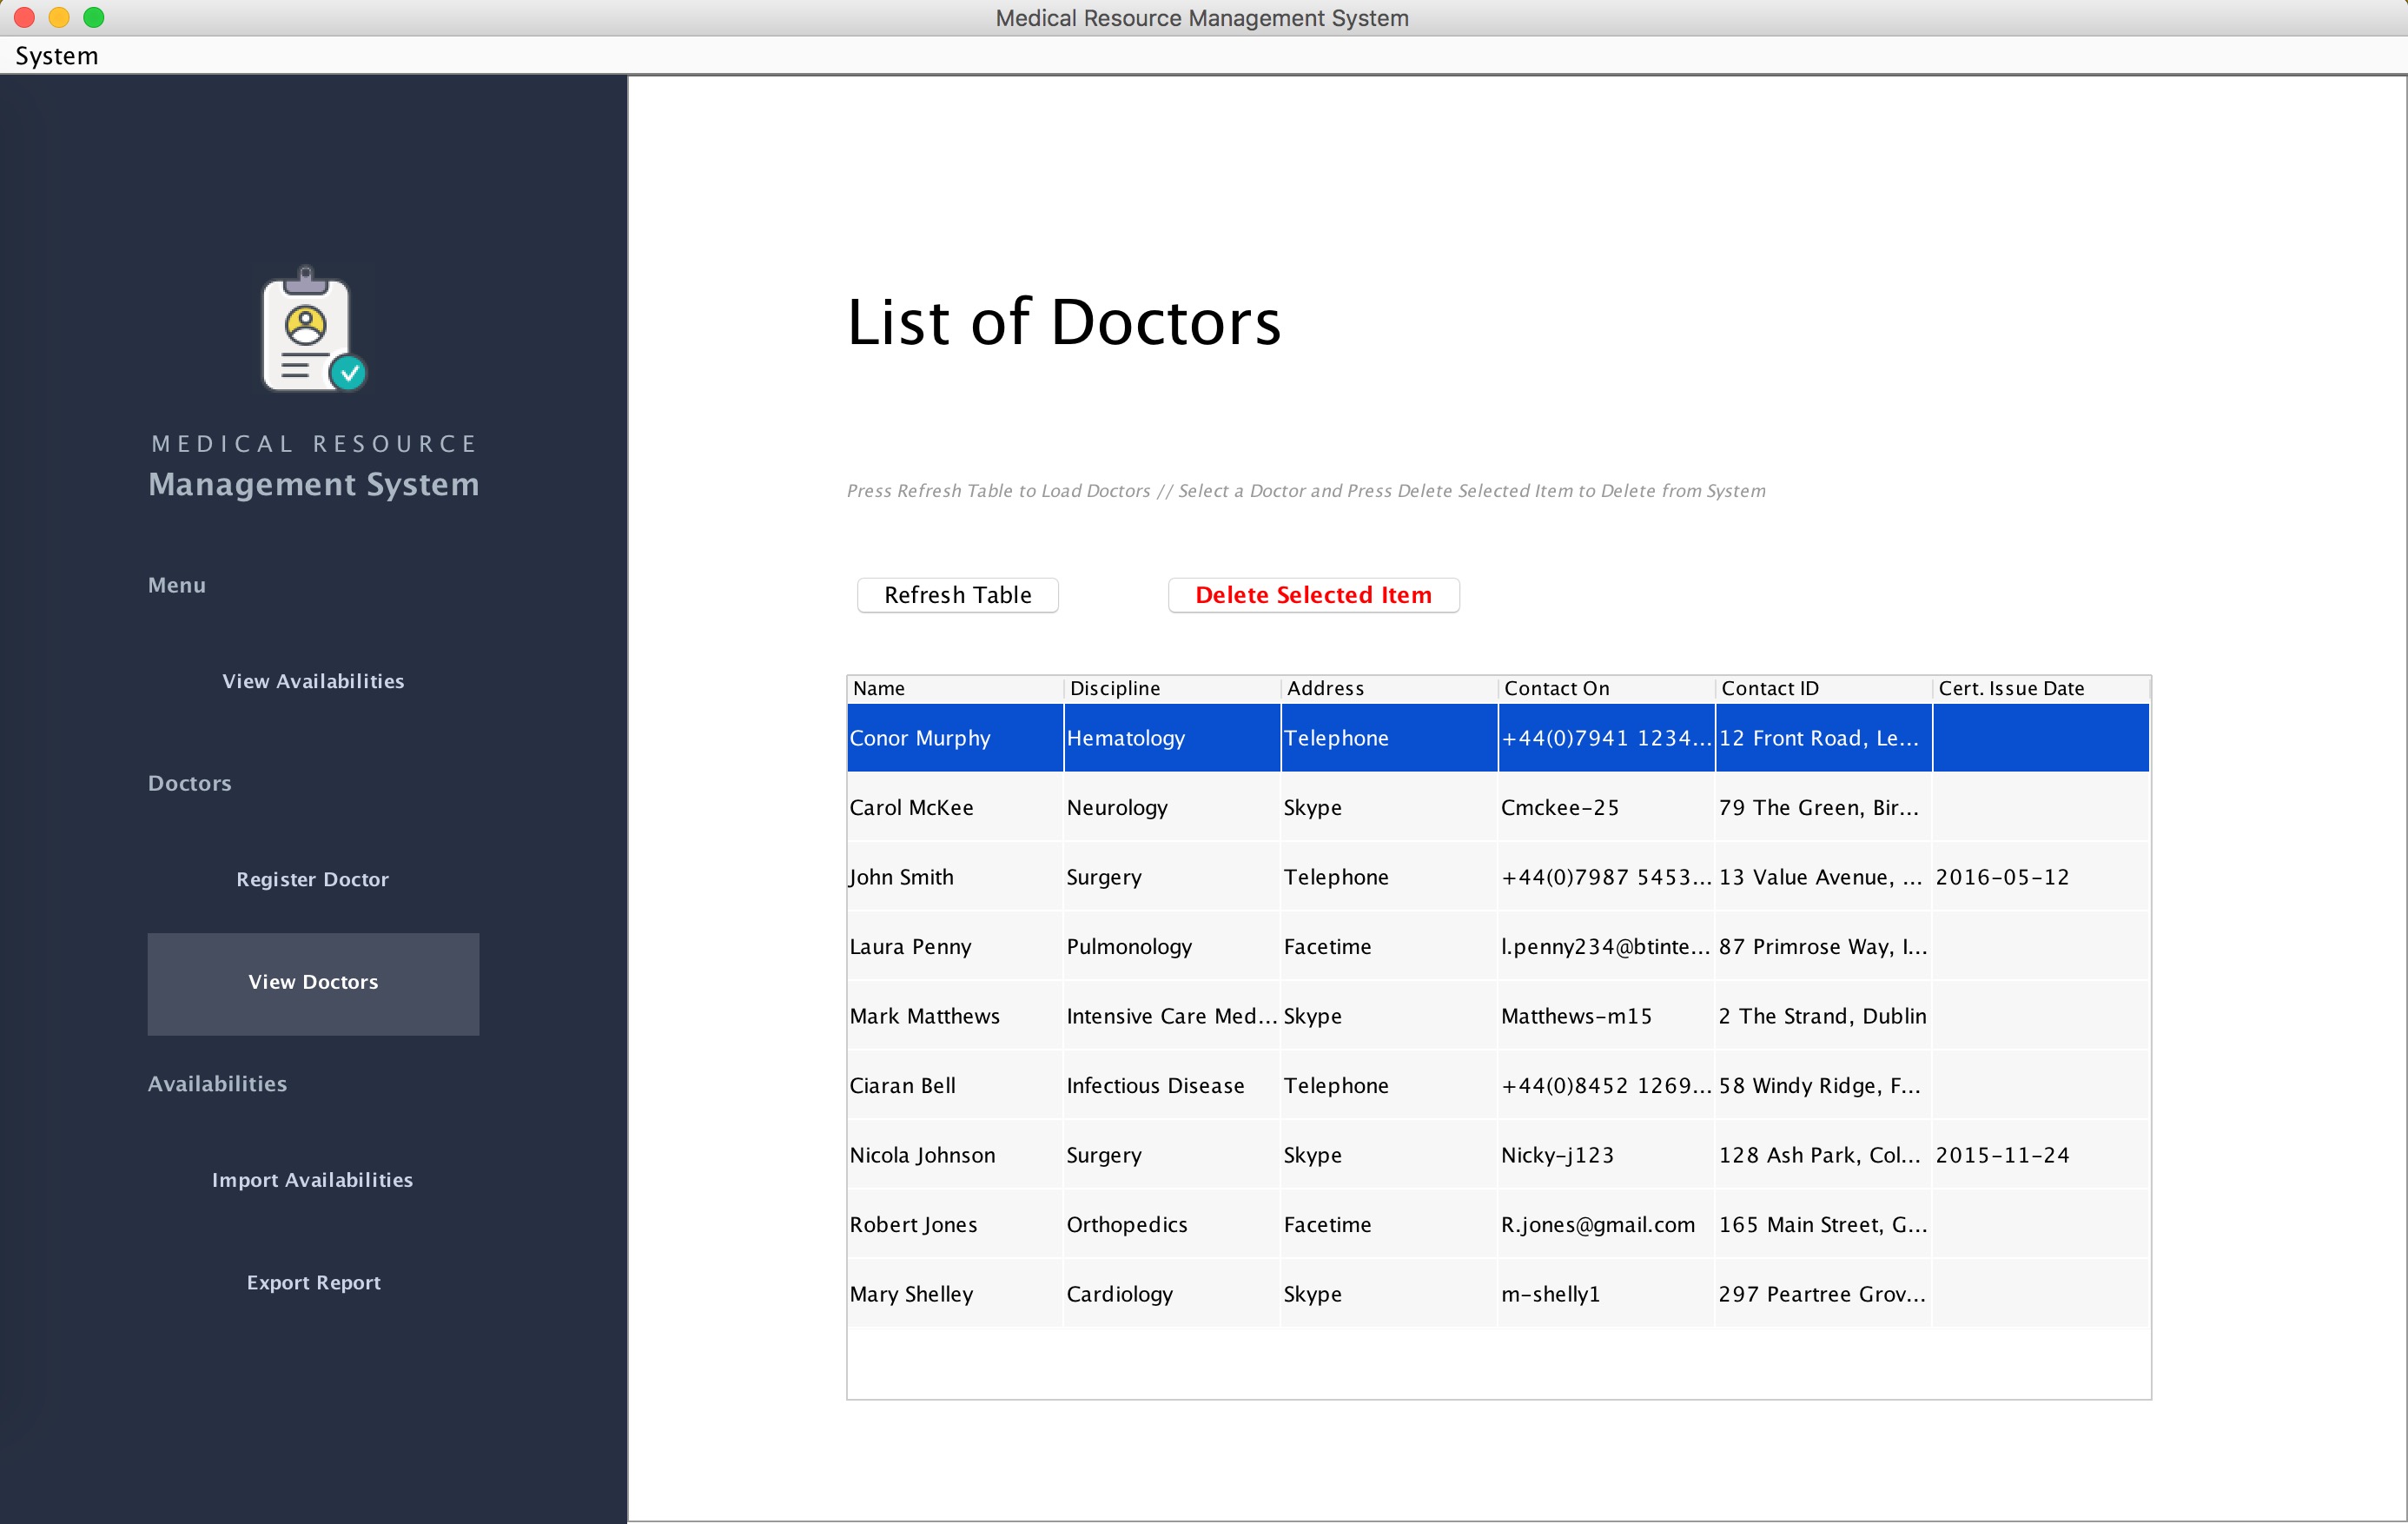 Medical Resource Management System
System
MEDICAL RESOURCE
Management System
Menu
View Availabilities
Doctors
Register Doctor
View Doctors
Availabilities
Import Availabilities
Export Report
List of Doctors
Press Refresh Table to Load Doctors // Select a Doctor and Press Delete Selected Item to Delete from System
Refresh Table Delete Selected Item
Name Discipline Address Contact On Contact ID Cert. Issue Date
Conor Murphy Hematology Telephone +44(0)7941 1234... 12 Front Road, Le...
Carol McKee Neurology Skype Cmckee-25 79 The Green, Bir...
John Smith Surgery Telephone +44(0)7987 5453... 13 Value Avenue, ... 2016-05-12
Laura Penny Pulmonology Facetime l.penny234@btinte... 87 Primrose Way, I...
Mark Matthews Intensive Care Med... Skype Matthews-m15 2 The Strand, Dublin
Ciaran Bell Infectious Disease Telephone +44(0)8452 1269... 58 Windy Ridge, F...
Nicola Johnson Surgery Skype Nicky-j123 128 Ash Park, Col... 2015-11-24
Robert Jones Orthopedics Facetime R.jones@gmail.com 165 Main Street, G...
Mary Shelley Cardiology Skype m-shelly1 297 Peartree Grov...